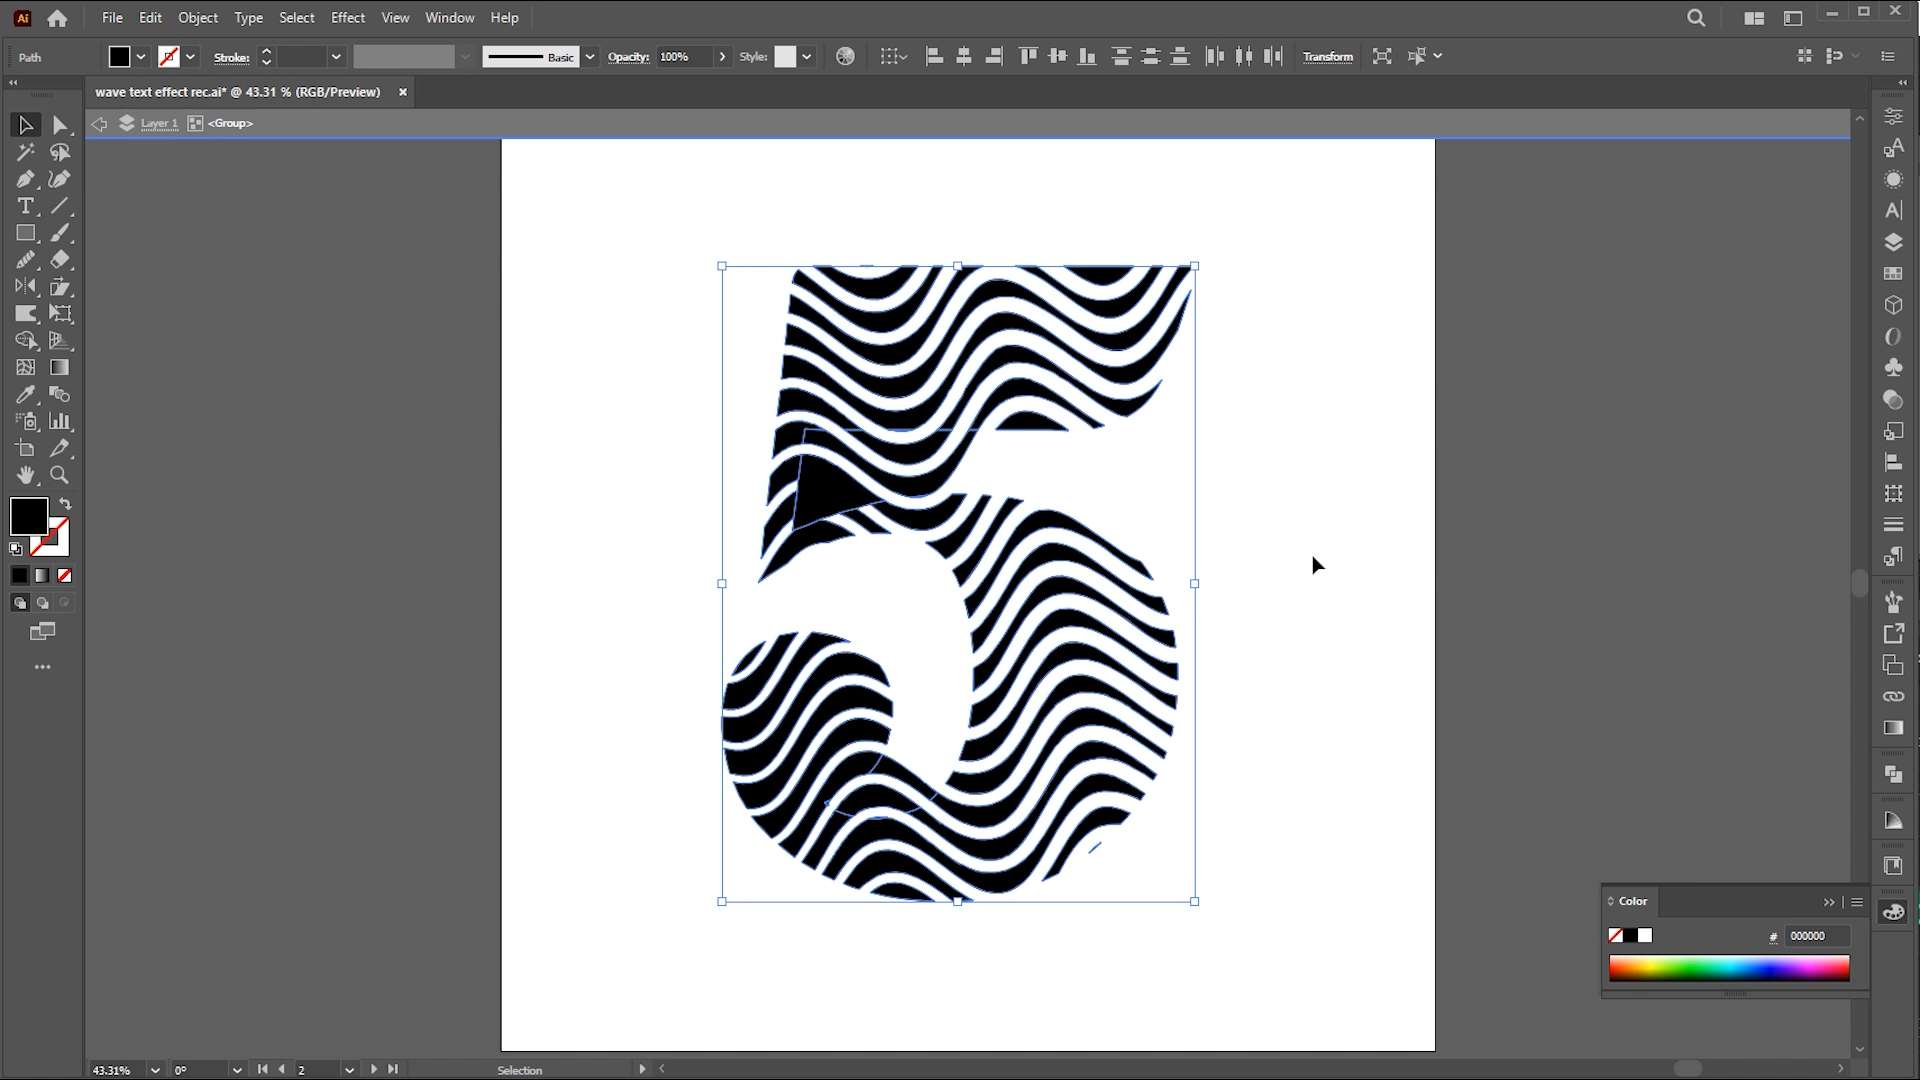 Ai File Edit Object Type Select Effect View Window Help
Path Stroke: Basic Opacity: 100% Style: Transform
wave text effect rec.ai* @ 43.31 % (RGB/Preview) ×
Layer 1 <Group>
5
Color
# 000000
43.31% 0° 2 Selection